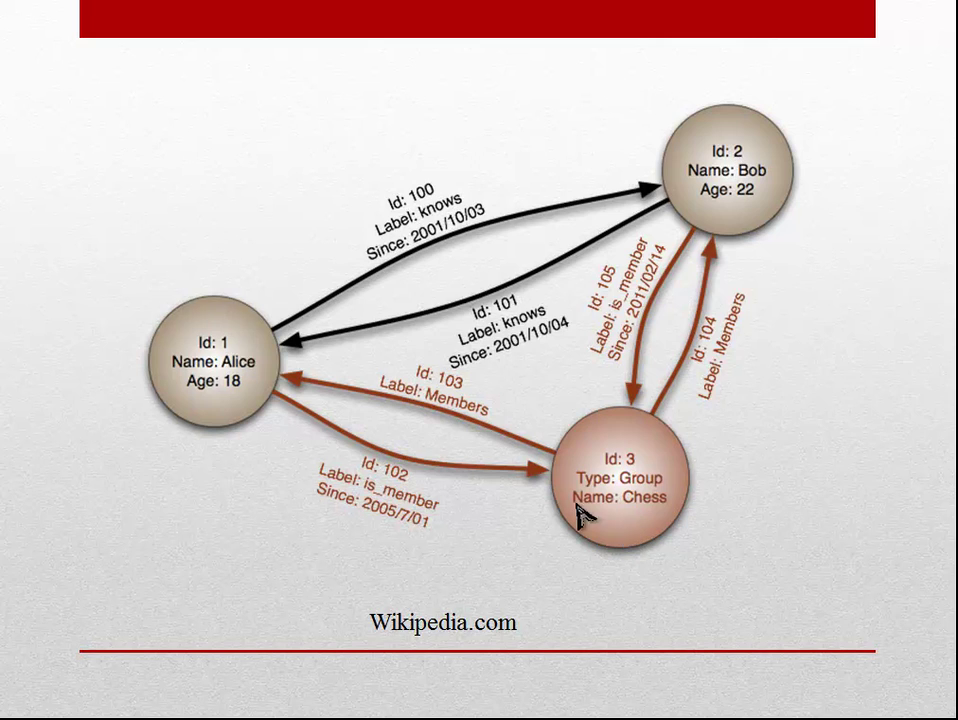 Id: 2
Name: Bob
Age: 22
Id: 100
Label: knows
Since: 2001/10/03
Id: 101
Label: knows
Since: 2001/10/04
Id: 105
Label: is_member
Since: 2011/02/14
Id: 104
Label: Members
Id: 1
Name: Alice
Age: 18
Id: 103
Label: Members
Id: 102
Label: is_member
Since: 2005/7/01
Id: 3
Type: Group
Name: Chess
Wikipedia.com